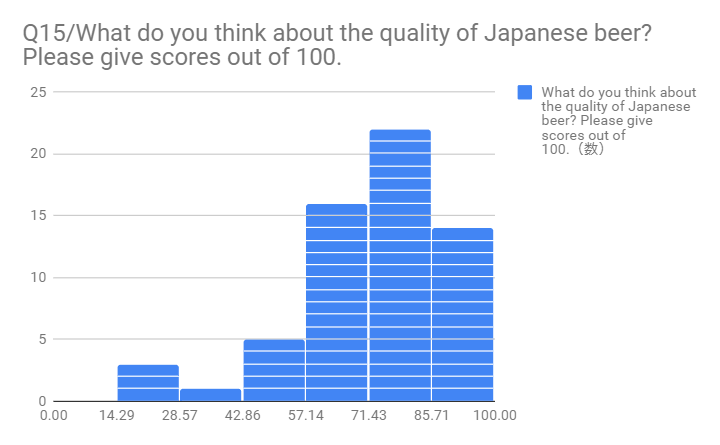 Q15/What do you think about the quality of Japanese beer?
Please give scores out of 100.
What do you think about
the quality of Japanese
beer? Please give
scores out of
100.（数）
25
20
15
10
5
0
0.00 14.29 28.57 42.86 57.14 71.43 85.71 100.00